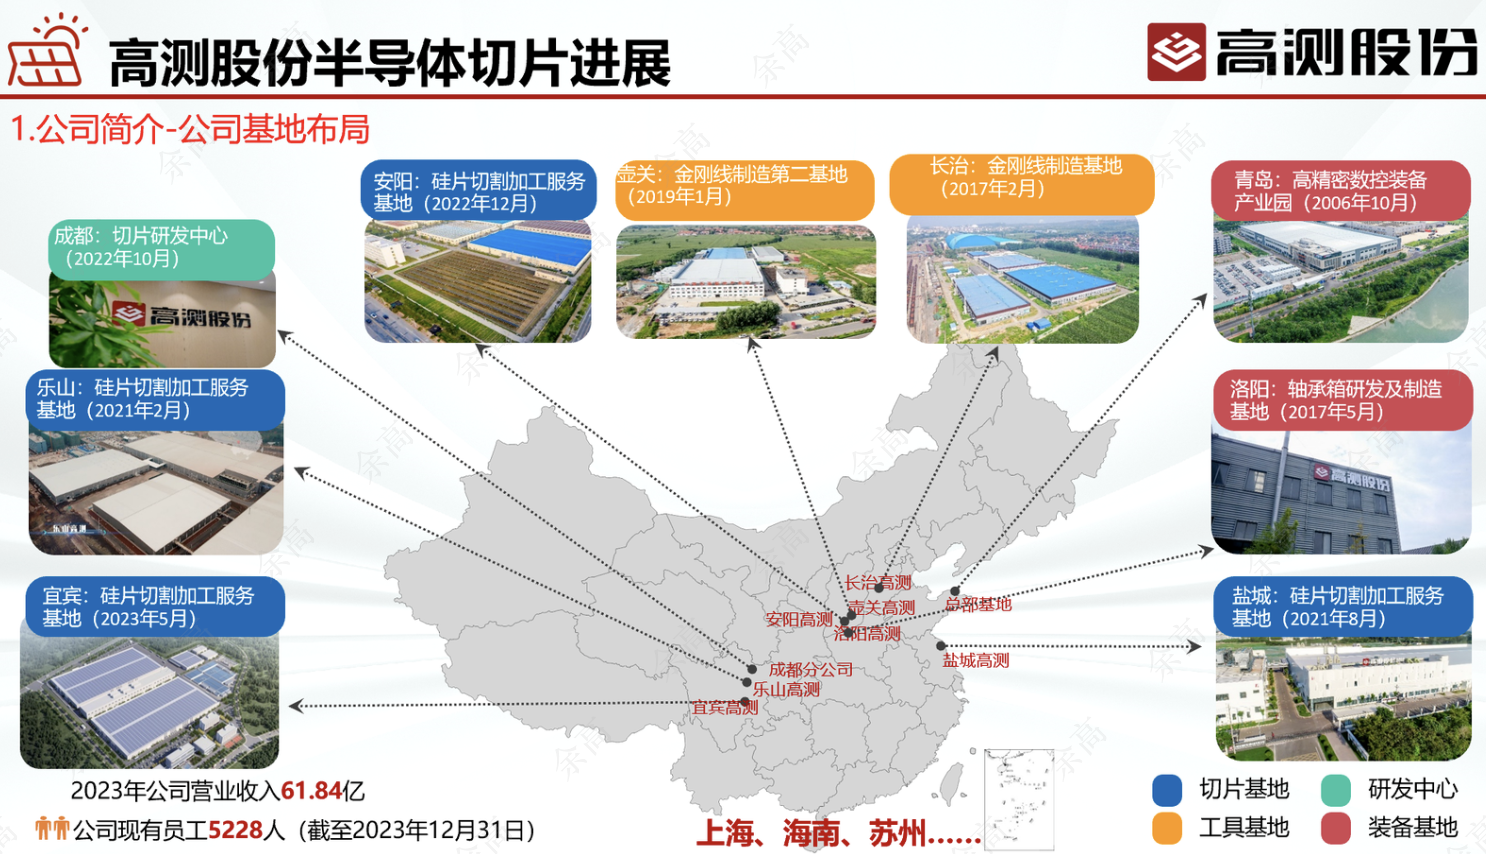 高测股份半导体切片进展
高测股份
1.公司简介-公司基地布局
成都：切片研发中心
（2022年10月）
高测股份
安阳：硅片切割加工服务
基地（2022年12月）
壶关：金刚线制造第二基地
（2019年1月）
长治：金刚线制造基地
（2017年2月）
青岛：高精密数控装备
产业园（2006年10月）
乐山：硅片切割加工服务
基地（2021年2月）
乐山高测
洛阳：轴承箱研发及制造
基地（2017年5月）
高测股份
宜宾：硅片切割加工服务
基地（2023年5月）
盐城：硅片切割加工服务
基地（2021年8月）
长治高测
壶关高测
总部基地
安阳高测
洛阳高测
盐城高测
成都分公司
乐山高测
宜宾高测
2023年公司营业收入61.84亿
公司现有员工5228人（截至2023年12月31日）
上海、海南、苏州……
切片基地
研发中心
工具基地
装备基地
余高